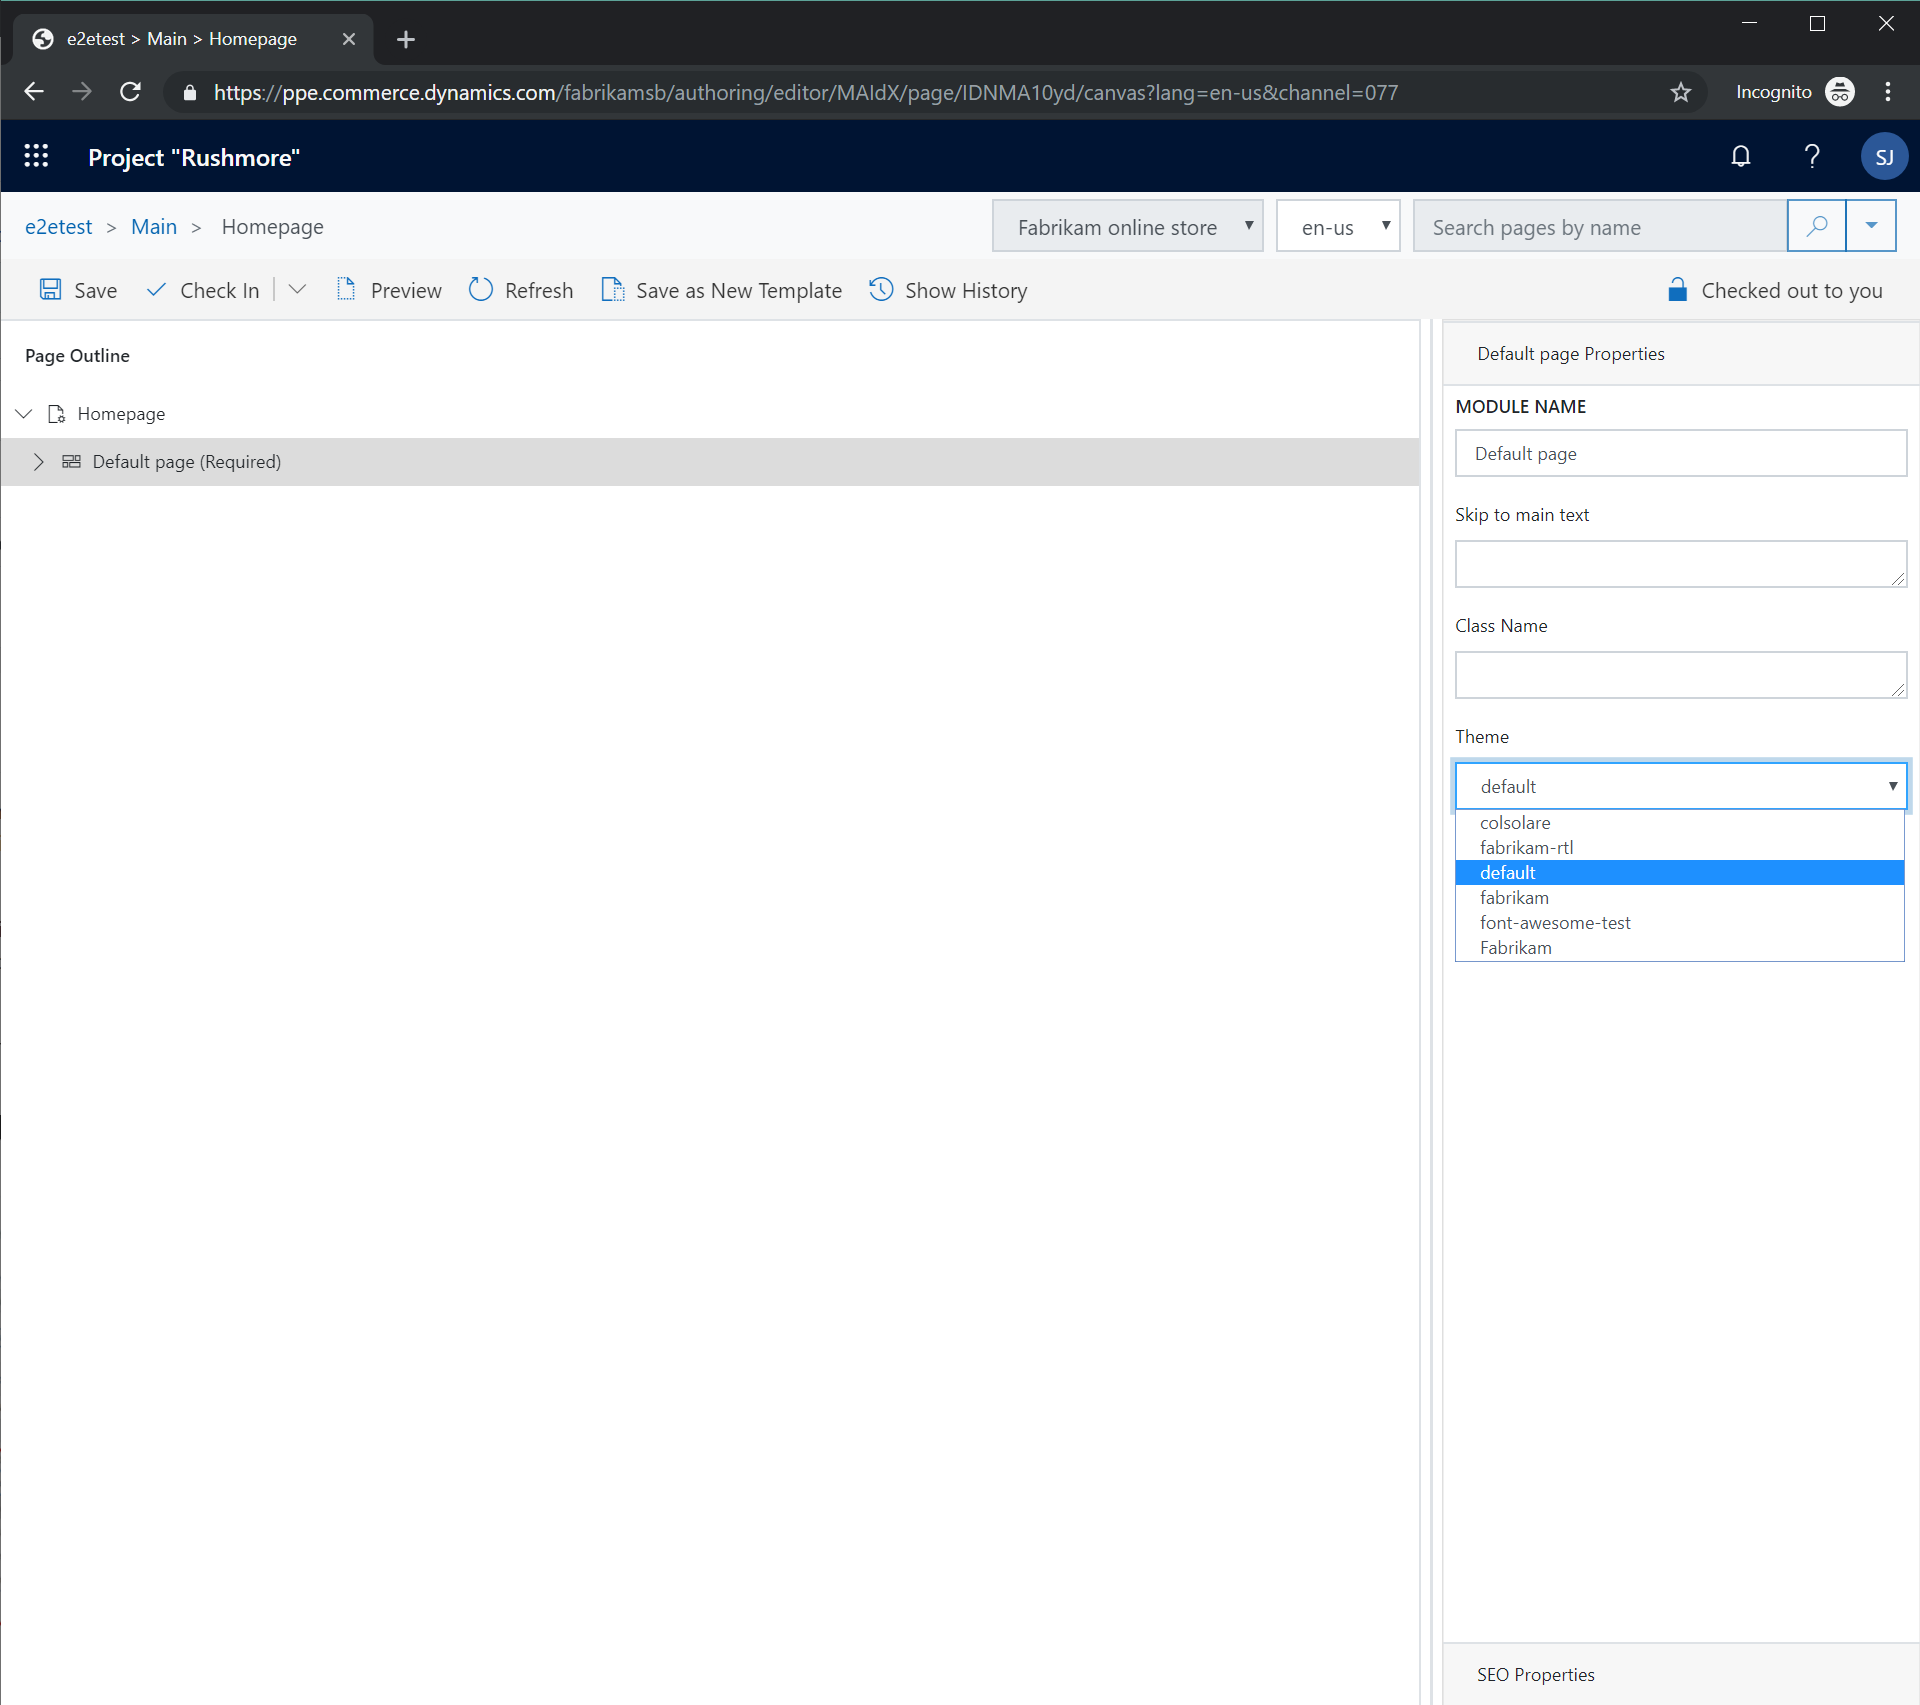 e2etest > Main > Homepage
https://ppe.commerce.dynamics.com/fabrikamsb/authoring/editor/MAIdX/page/IDNMA10yd/canvas?lang=en-us&channel=077
Incognito
Project "Rushmore"
SJ
e2etest > Main > Homepage
Fabrikam online store
en-us
Search pages by name
Save
Check In
Preview
Refresh
Save as New Template
Show History
Checked out to you
Page Outline
Homepage
Default page (Required)
Default page Properties
MODULE NAME
Default page
Skip to main text
Class Name
Theme
default
colsolare
fabrikam-rtl
default
fabrikam
font-awesome-test
Fabrikam
SEO Properties